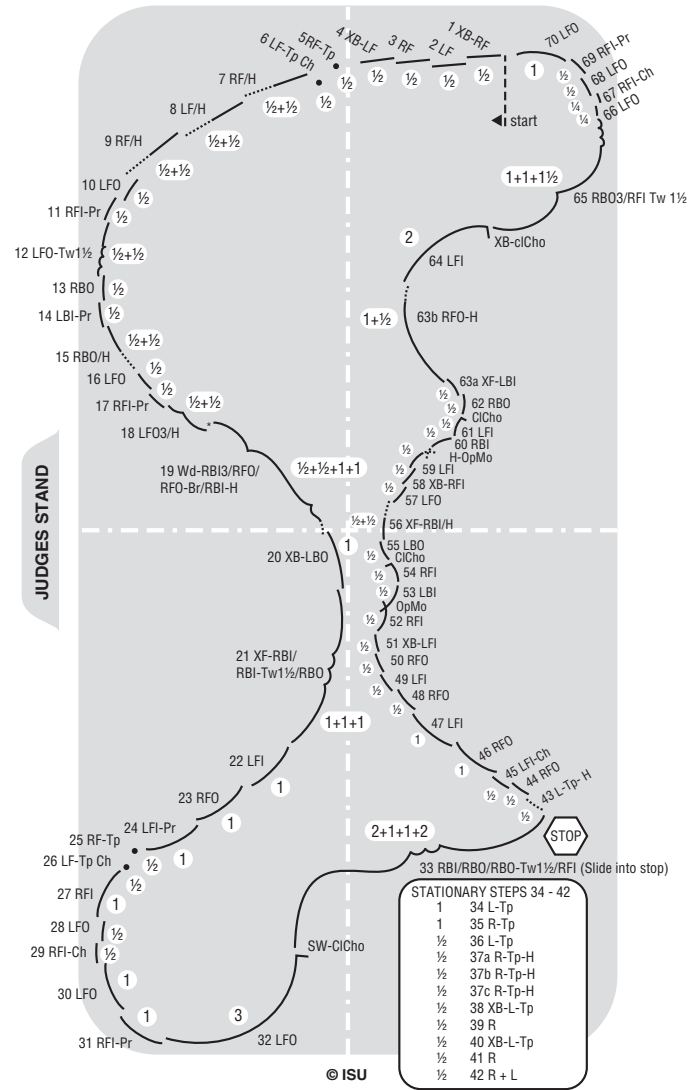 1 XB-RF
½
2 LF
½
3 RF
½
4 XB-LF
½
5RF-Tp
½
6 LF-Tp Ch
½
7 RF/H
½+½
8 LF/H
½+½
9 RF/H
½+½
10 LFO
½
11 RFI-Pr
½
12 LFO-Tw1½
½+½
13 RBO
½
14 LBI-Pr
½
15 RBO/H
½+½
16 LFO
½
17 RFI-Pr
½
18 LFO3/H
½+½
*
19 Wd-RBI3/RFO/
RFO-Br/RBI-H
½+½+1+1
20 XB-LBO
1
21 XF-RBI/
RBI-Tw1½/RBO
1+1+1
22 LFI
1
23 RFO
1
24 LFI-Pr
1
25 RF-Tp
½
26 LF-Tp Ch
½
27 RFI
1
28 LFO
½
29 RFI-Ch
½
30 LFO
1
31 RFI-Pr
1
32 LFO
3
SW-ClCho
33 RBI/RBO/RBO-Tw1½/RFI (Slide into stop)
2+1+1+2
STOP
STATIONARY STEPS 34 - 42
1 34 L-Tp
1 35 R-Tp
½ 36 L-Tp
½ 37a R-Tp-H
½ 37b R-Tp-H
½ 37c R-Tp-H
½ 38 XB-L-Tp
½ 39 R
½ 40 XB-L-Tp
½ 41 R
½ 42 R + L
43 L-Tp- H
½
44 RFO
½
45 LFI-Ch
½
46 RFO
1
47 LFI
1
48 RFO
½
49 LFI
½
50 RFO
½
51 XB-LFI
½
52 RFI
½
OpMo
53 LBI
½
54 RFI
½
ClCho
55 LBO
½
56 XF-RBI/H
½+½
57 LFO
½
58 XB-RFI
½
59 LFI
½
H-OpMo
60 RBI
½
61 LFI
½
ClCho
62 RBO
½
63a XF-LBI
½
63b RFO-H
1+½
64 LFI
2
XB-clCho
65 RBO3/RFI Tw 1½
1+1+1½
66 LFO
¼
67 RFI-Ch
¼
68 LFO
½
69 RFI-Pr
½
70 LFO
1
start
JUDGES STAND
© ISU